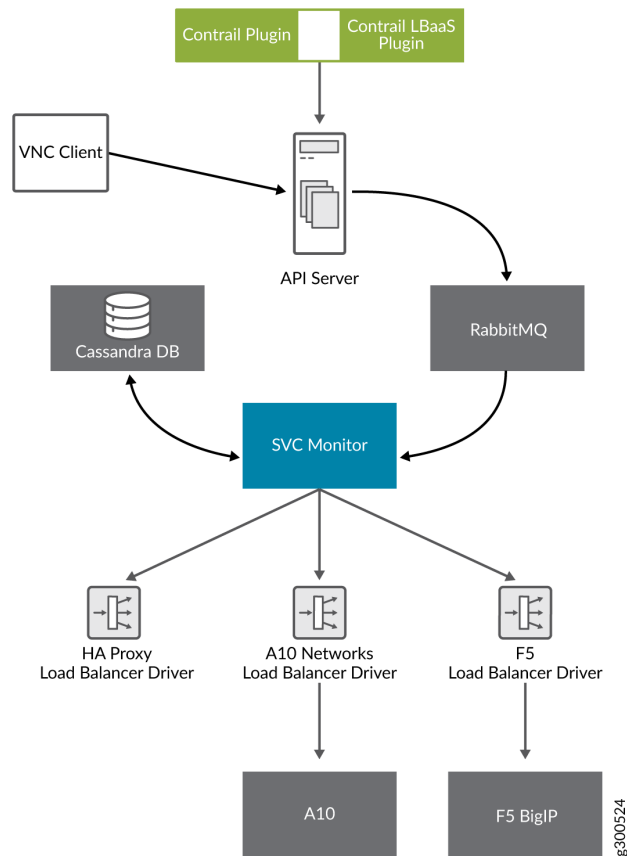 Contrail Plugin
Contrail LBaaS
Plugin
VNC Client
API Server
Cassandra DB
RabbitMQ
SVC Monitor
HA Proxy
Load Balancer Driver
A10 Networks
Load Balancer Driver
F5
Load Balancer Driver
A10
F5 BigIP
g300524